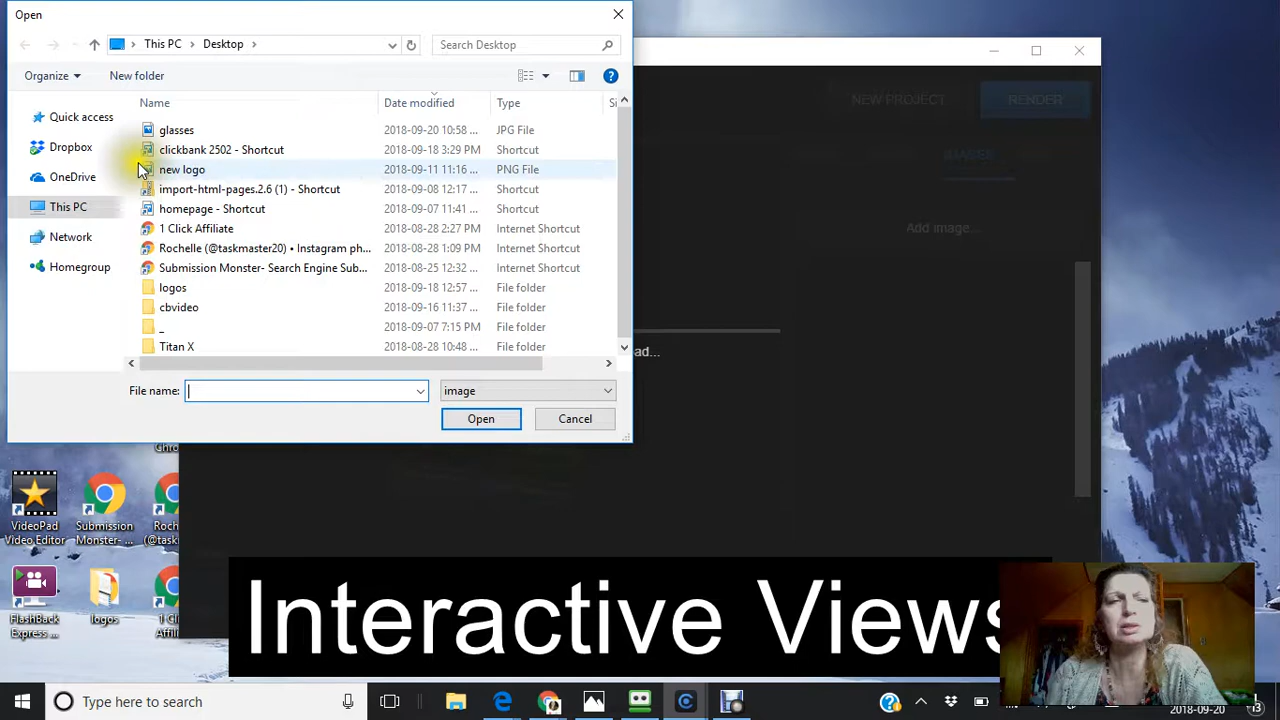 Open
This PC
Desktop
Search Desktop
Organize
New folder
Name
Date modified
Type
Quick access
Dropbox
OneDrive
This PC
Network
Homegroup
glasses 2018-09-20 10:58 ... JPG File
clickbank 2502 - Shortcut 2018-09-18 3:29 PM Shortcut
new logo 2018-09-11 11:16 ... PNG File
import-html-pages.2.6 (1) - Shortcut 2018-09-08 12:17 ... Shortcut
homepage - Shortcut 2018-09-07 11:41 ... Shortcut
1 Click Affiliate 2018-08-28 2:27 PM Internet Shortcut
Rochelle (@taskmaster20) • Instagram ph... 2018-08-28 1:09 PM Internet Shortcut
Submission Monster- Search Engine Sub... 2018-08-25 12:32 ... Internet Shortcut
logos 2018-09-18 12:57 ... File folder
cbvideo 2018-09-16 11:37 ... File folder
_ 2018-09-07 7:15 PM File folder
Titan X 2018-08-28 10:48 ... File folder
File name:
image
Open
Cancel
NEW PROJECT
RENDER
IMAGES
Add image...
ad...
VideoPad
Video Editor
Submission
Monster- ...
Roc
(@task
FlashBack
Express ...
logos
1 Cl
Affili
Interactive Views
Type here to search
2018-09-20